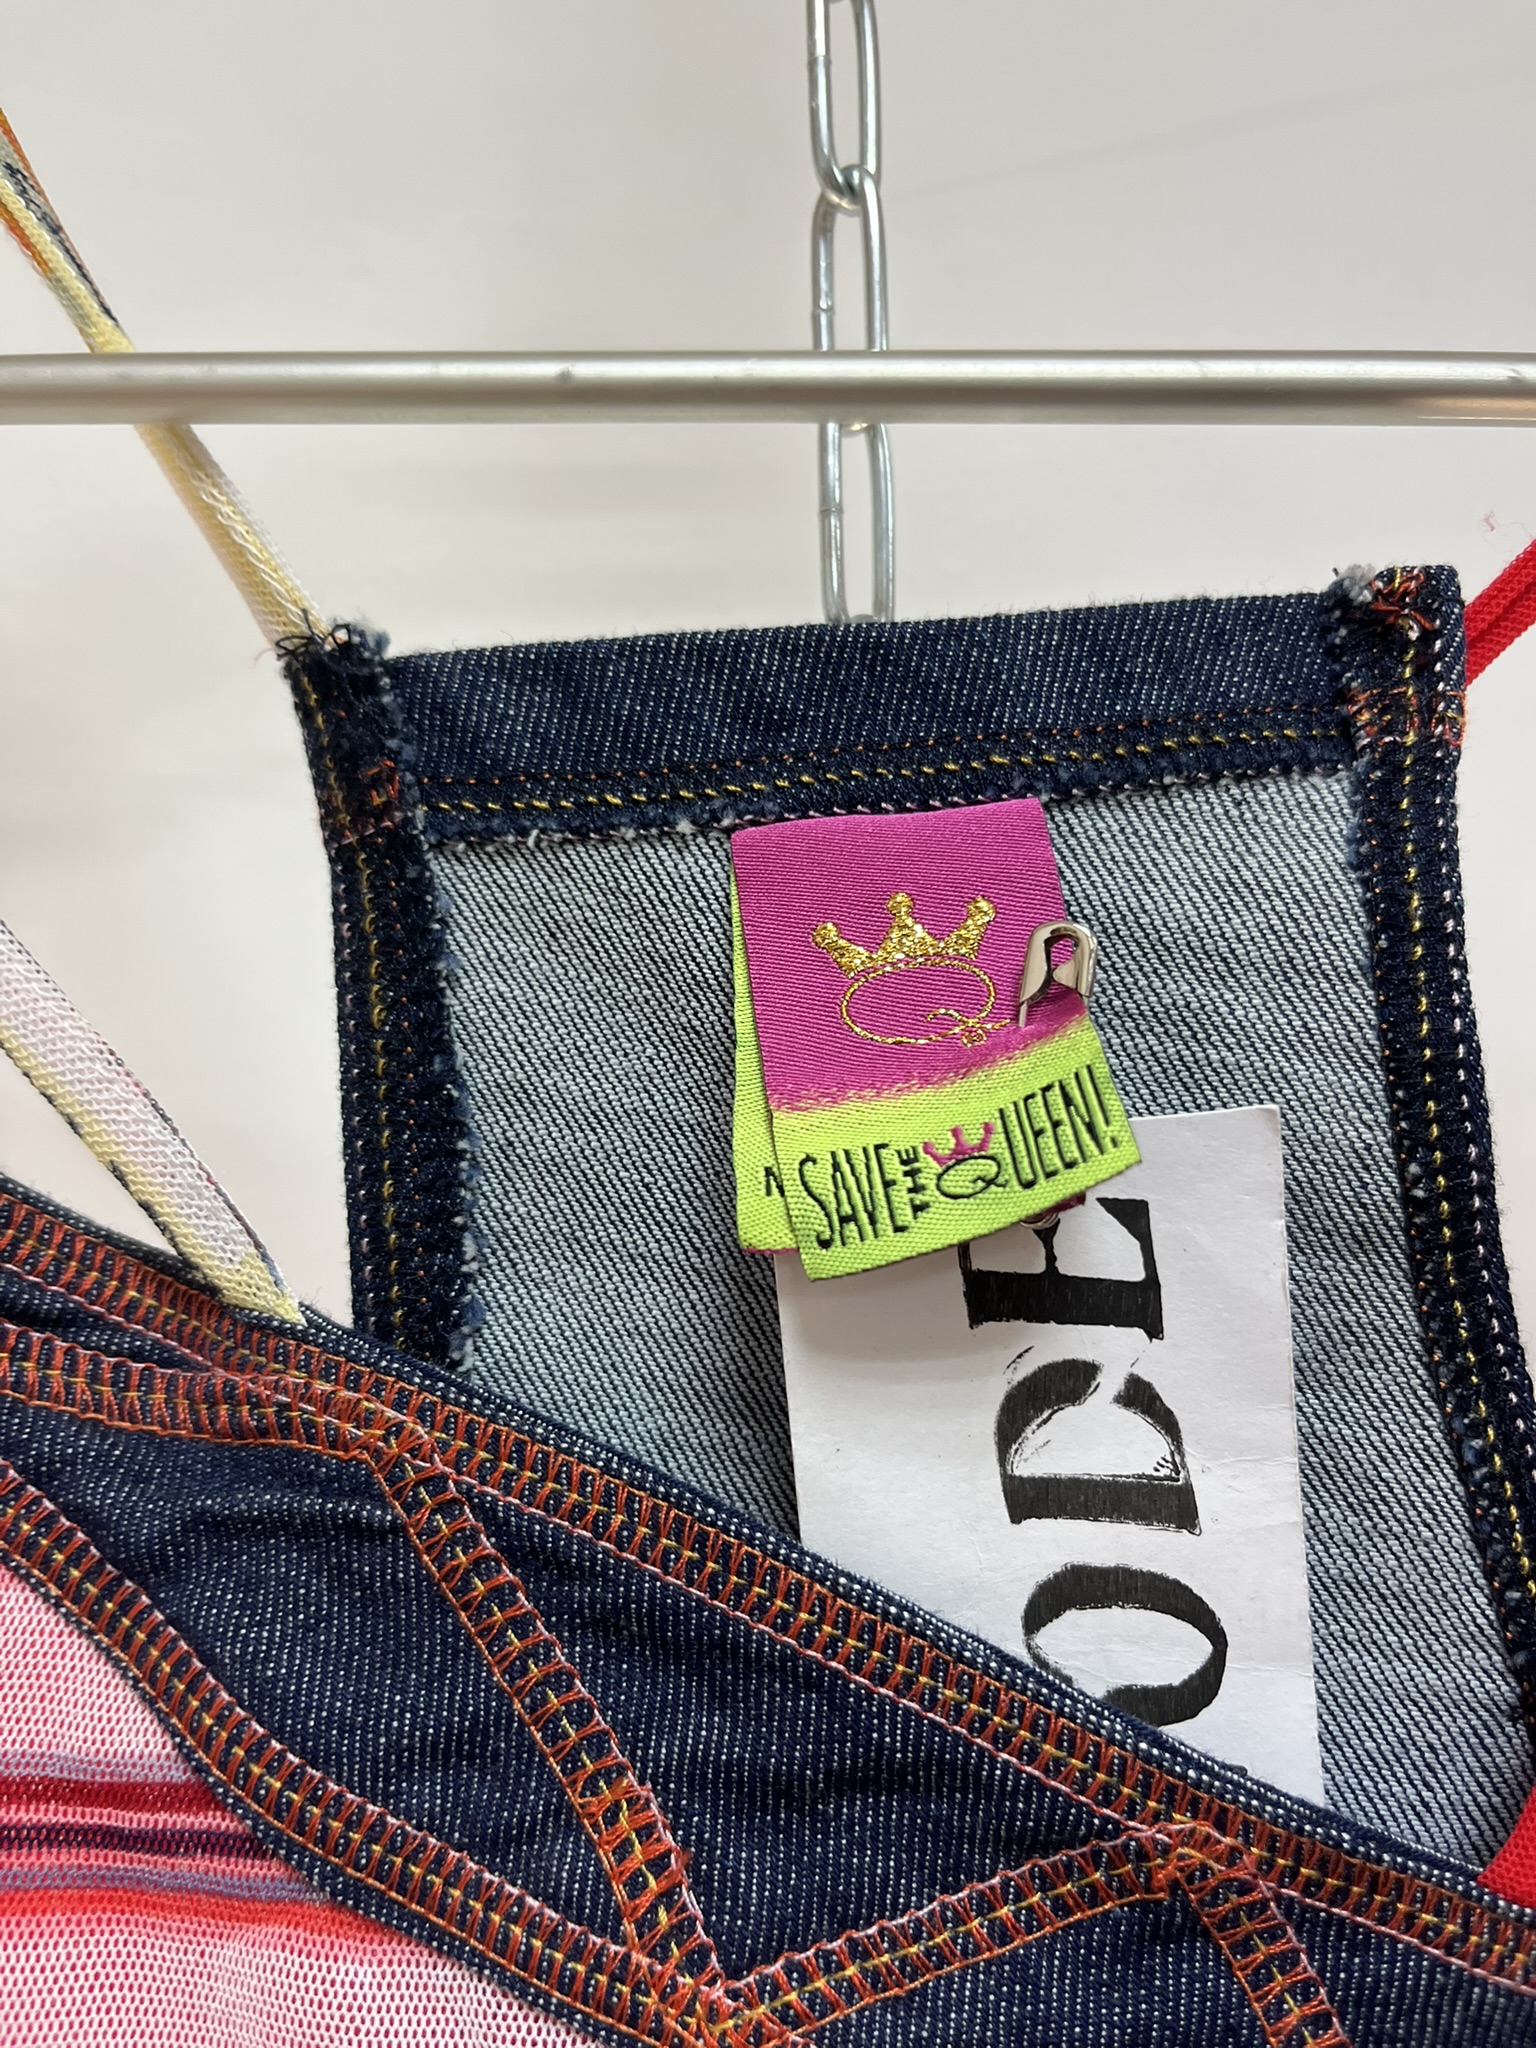 Q
SAVE THE QUEEN!
ODE